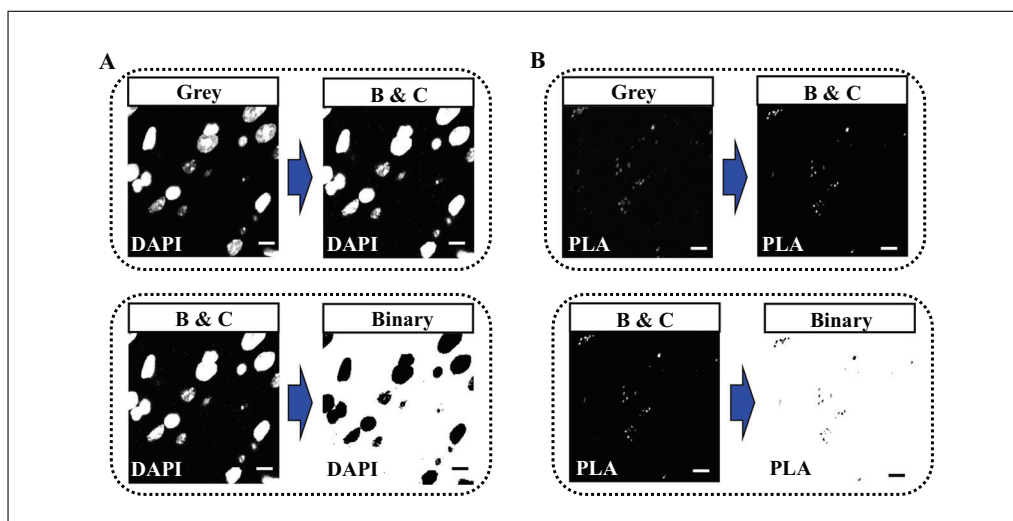 A
Grey
B & C
DAPI
DAPI
B & C
Binary
DAPI
DAPI
B
Grey
B & C
PLA
PLA
B & C
Binary
PLA
PLA